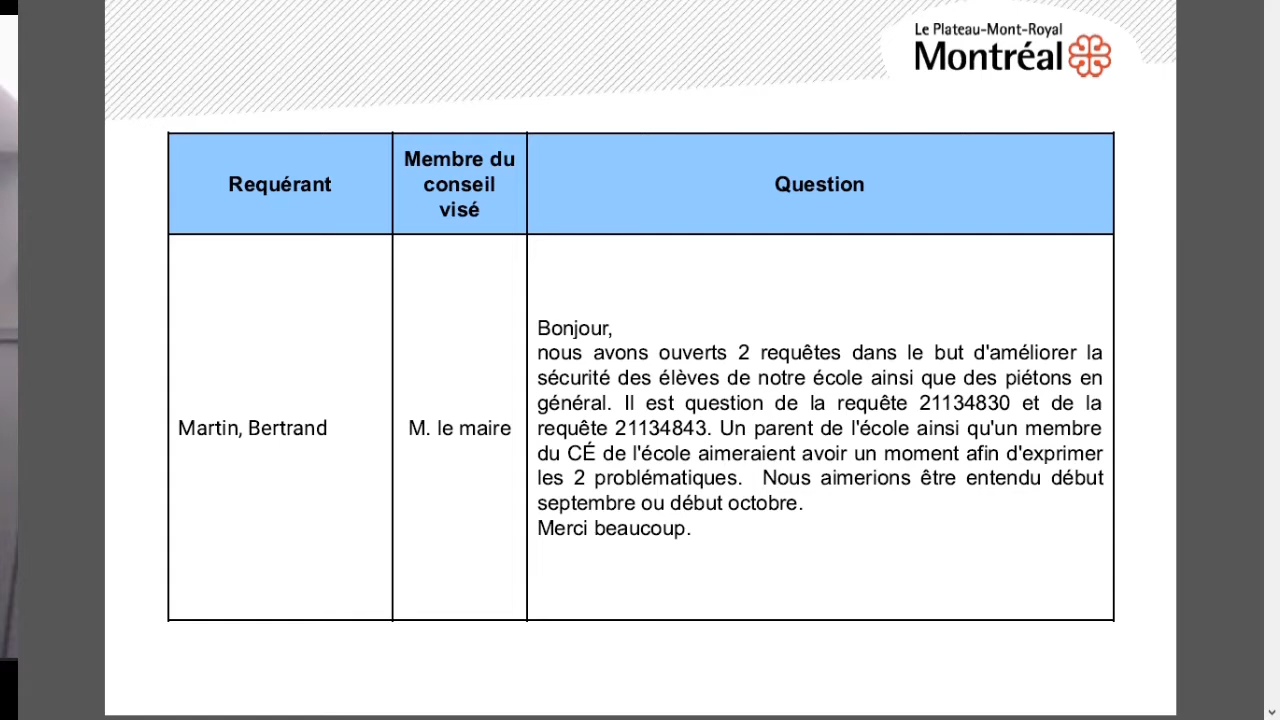 Le Plateau-Mont-Royal
Montréal
Requérant
Membre du
conseil
visé
Question
Martin, Bertrand
M. le maire
Bonjour,
nous avons ouverts 2 requêtes dans le but d'améliorer la
sécurité des élèves de notre école ainsi que des piétons en
général. Il est question de la requête 21134830 et de la
requête 21134843. Un parent de l'école ainsi qu'un membre
du CÉ de l'école aimeraient avoir un moment afin d'exprimer
les 2 problématiques. Nous aimerions être entendu début
septembre ou début octobre.
Merci beaucoup.